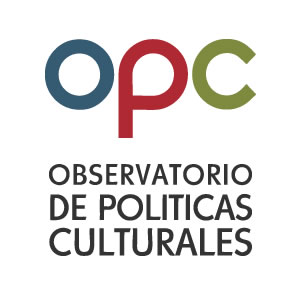 opc
OBSERVATORIO
DE POLITICAS
CULTURALES